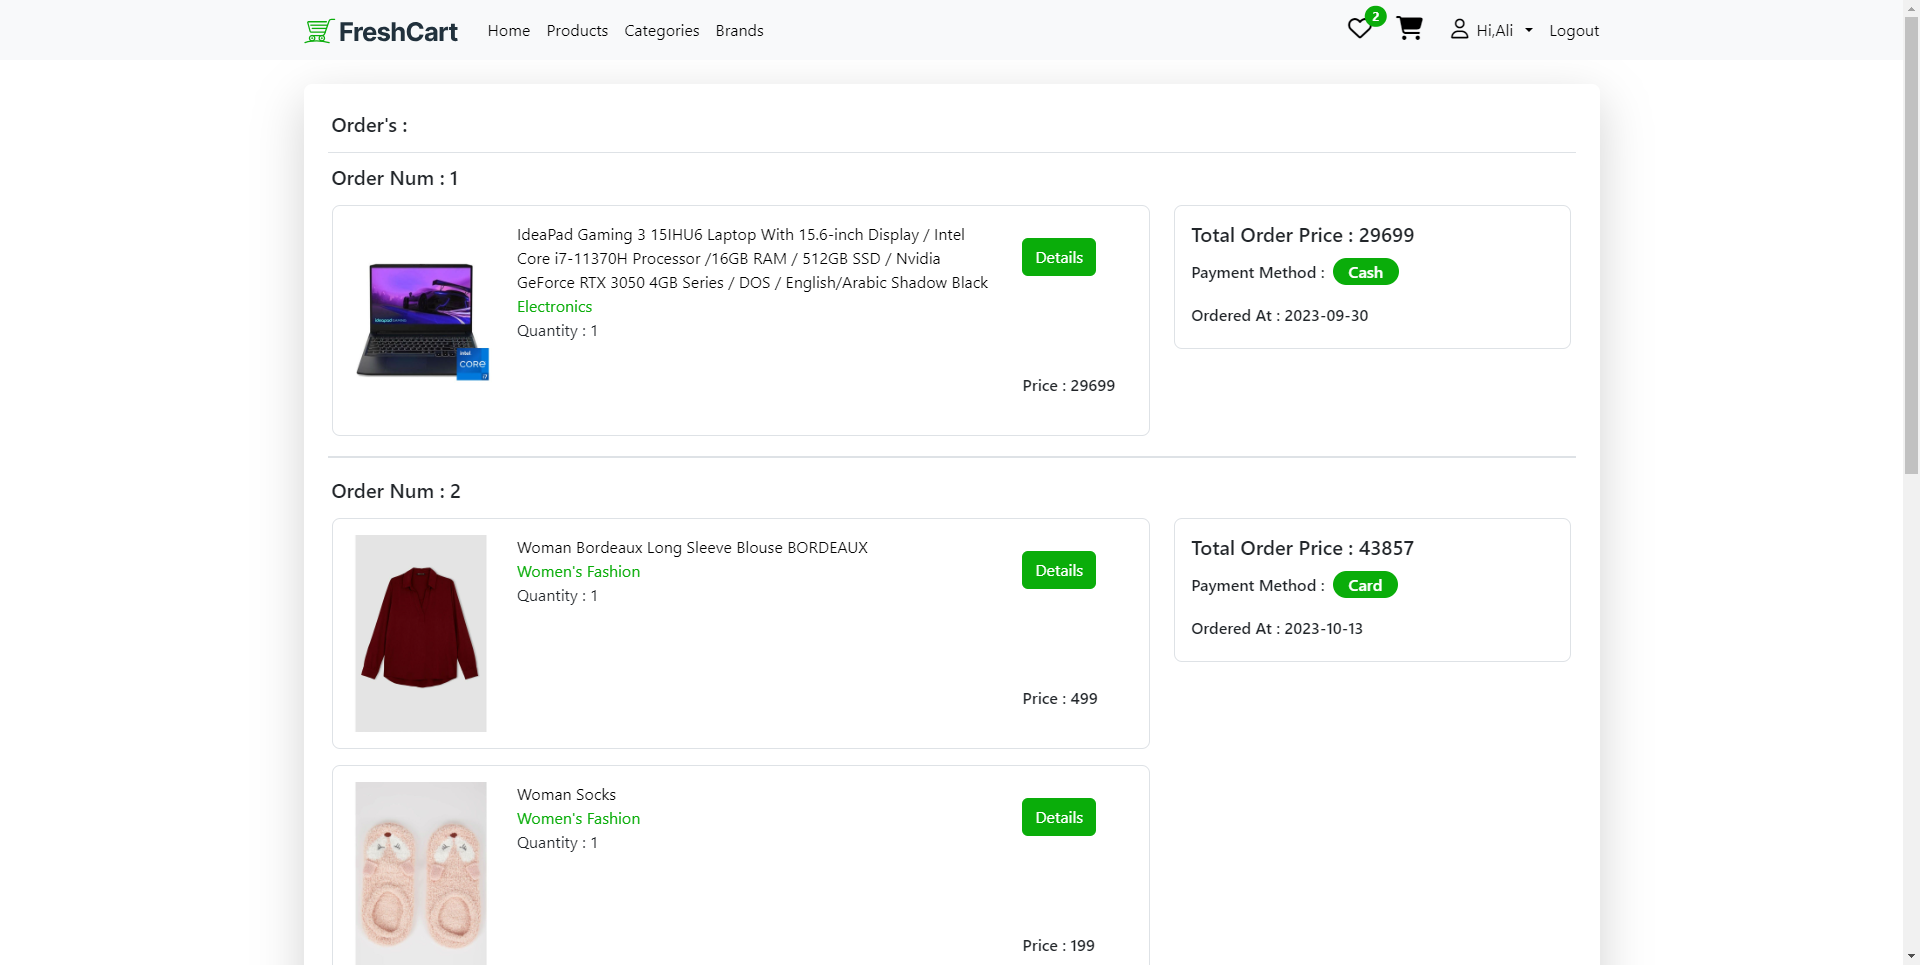 FreshCart Home Products Categories Brands 2 Hi,Ali Logout
Order's :
Order Num : 1
IdeaPad Gaming 3 15IHU6 Laptop With 15.6-inch Display / Intel
Core i7-11370H Processor /16GB RAM / 512GB SSD / Nvidia
GeForce RTX 3050 4GB Series / DOS / English/Arabic Shadow Black
Electronics
Quantity : 1
Details
Price : 29699
Total Order Price : 29699
Payment Method : Cash
Ordered At : 2023-09-30
intel.
CORE
i7
Order Num : 2
Woman Bordeaux Long Sleeve Blouse BORDEAUX
Women's Fashion
Quantity : 1
Details
Price : 499
Total Order Price : 43857
Payment Method : Card
Ordered At : 2023-10-13
Woman Socks
Women's Fashion
Quantity : 1
Details
Price : 199